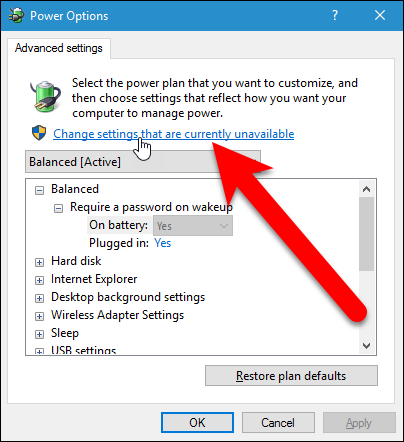 Power Options
Advanced settings
Select the power plan that you want to customize, and
then choose settings that reflect how you want your
computer to manage power.
Change settings that are currently unavailable
Balanced [Active]
Balanced
Require a password on wakeup
On battery: Yes
Plugged in: Yes
Hard disk
Internet Explorer
Desktop background settings
Wireless Adapter Settings
Sleep
USB settings
Restore plan defaults
OK Cancel Apply